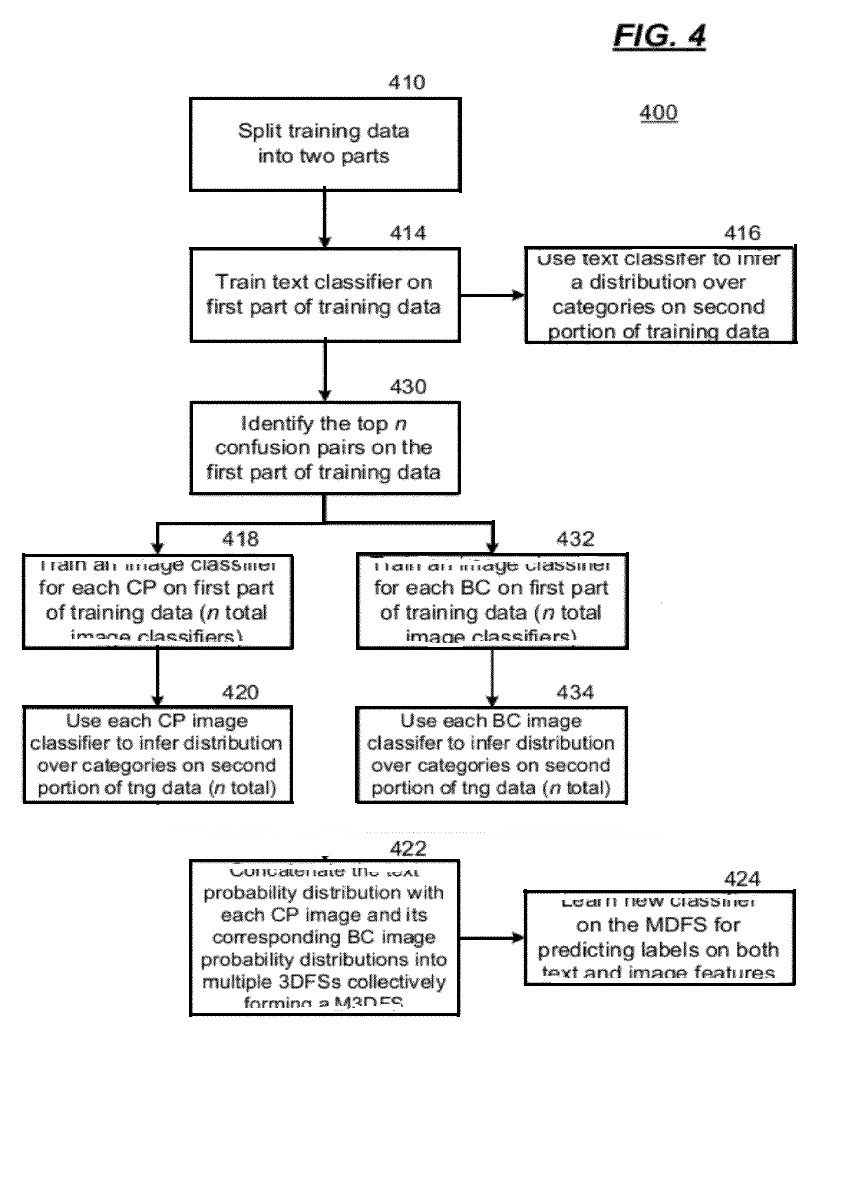 FIG. 4
400
410
Split training data
into two parts
414
Train text classifier on
first part of training data
416
Use text classifer to infer
a distribution over
categories on second
portion of training data
430
Identify the top n
confusion pairs on the
first part of training data
418
Train an image classifier
for each CP on first part
of training data (n total
image classifiers)
432
Train an image classifier
for each BC on first part
of training data (n total
image classifiers)
420
Use each CP image
classifier to infer distribution
over categories on second
portion of tng data (n total)
434
Use each BC image
classifer to infer distribution
over categories on second
portion of tng data (n total)
422
Concatenate the text
probability distribution with
each CP image and its
corresponding BC image
probability distributions into
multiple 3DFSs collectively
forming a M3DFS
424
Learn new classifier
on the MDFS for
predicting labels on both
text and image features